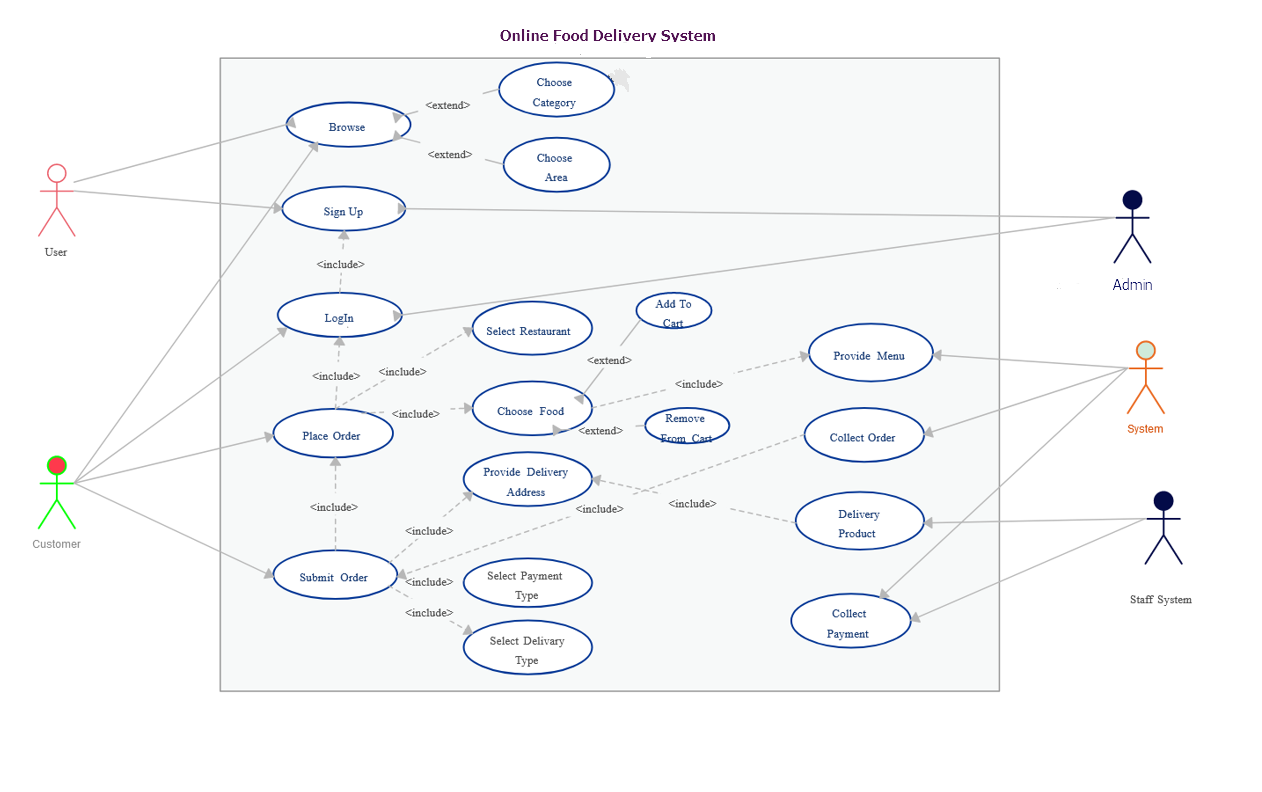 Online Food Delivery System
Choose
Category
<extend>
Browse
<extend>
Choose
Area
User
Sign Up
<include>
Admin
LogIn
Select Restaurant
Add To
Cart
<extend>
Provide Menu
<include>
<include>
<include>
System
Place Order
<include>
Choose Food
Remove
From Cart
<extend>
Collect Order
Customer
Provide Delivery
Address
<include>
<include>
<include>
Delivery
Product
<include>
Submit Order
<include>
Select Payment
Type
<include>
Staff System
Collect
Payment
Select Delivary
Type